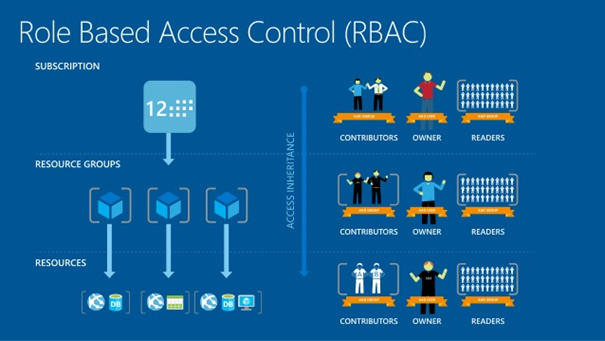 Role Based Access Control (RBAC)
SUBSCRIPTION
12:
CONTRIBUTORS OWNER READERS
ACCESS INHERITANCE
RESOURCE GROUPS
CONTRIBUTORS OWNER READERS
RESOURCES
DB
DB
CONTRIBUTORS OWNER READERS